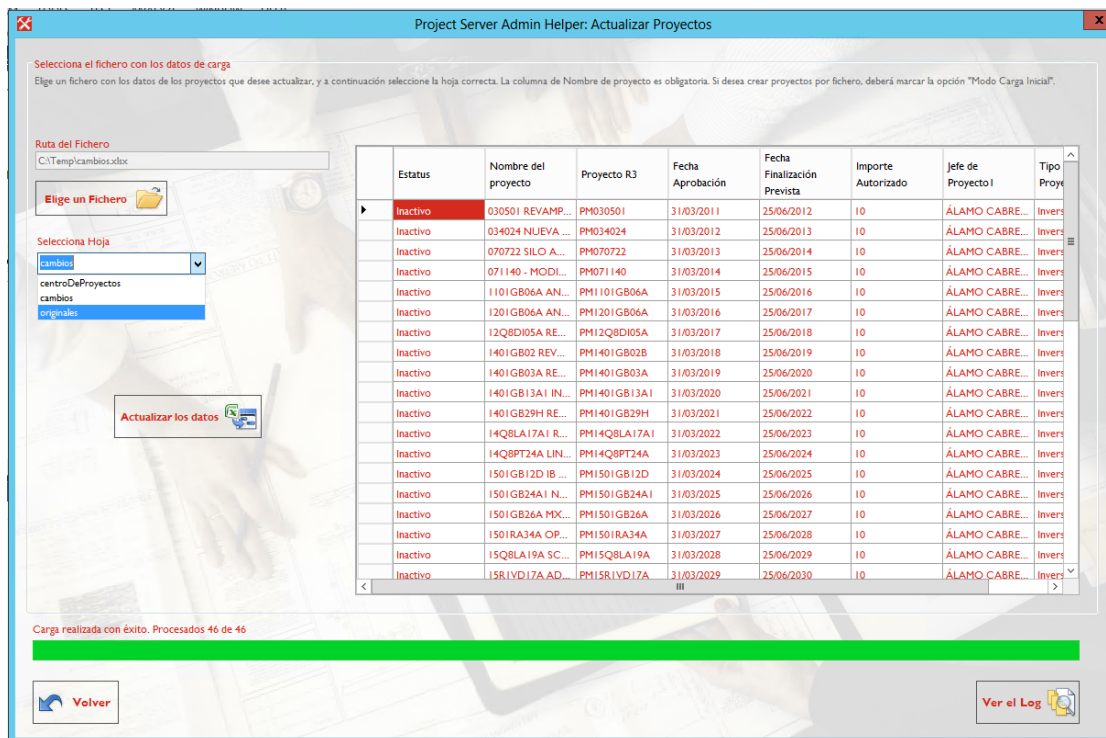 Project Server Admin Helper: Actualizar Proyectos
x
Selecciona el fichero con los datos de carga
Elige un fichero con los datos de los proyectos que desee actualizar, y a continuación seleccione la hoja correcta. La columna de Nombre de proyecto es obligatoria. Si desea crear proyectos por fichero, deberá marcar la opción "Modo Carga Inicial".
Ruta del Fichero
C:\Temp\cambios.xlsx
Elige un Fichero
Selecciona Hoja
cambios
centroDeProyectos
cambios
originales
Actualizar los datos
Estatus Nombre del proyecto Proyecto R3 Fecha Aprobación Fecha Finalización Prevista Importe Autorizado Jefe de Proyecto1 Tipo Proye
Inactivo 030501 REVAMP... PM030501 31/03/2011 25/06/2012 10 ÁLAMO CABRE... Invers
Inactivo 034024 NUEVA ... PM034024 31/03/2012 25/06/2013 10 ÁLAMO CABRE... Invers
Inactivo 070722 SILO A... PM070722 31/03/2013 25/06/2014 10 ÁLAMO CABRE... Invers
Inactivo 071140 - MODI... PM071140 31/03/2014 25/06/2015 10 ÁLAMO CABRE... Invers
Inactivo 1101GB06A AN... PM1101GB06A 31/03/2015 25/06/2016 10 ÁLAMO CABRE... Invers
Inactivo 1201GB06A AN... PM1201GB06A 31/03/2016 25/06/2017 10 ÁLAMO CABRE... Invers
Inactivo 12Q8DI05A RE... PM12Q8DI05A 31/03/2017 25/06/2018 10 ÁLAMO CABRE... Invers
Inactivo 1401GB02 REV... PM1401GB02B 31/03/2018 25/06/2019 10 ÁLAMO CABRE... Invers
Inactivo 1401GB03A RE... PM1401GB03A 31/03/2019 25/06/2020 10 ÁLAMO CABRE... Invers
Inactivo 1401GB13A1 IN... PM1401GB13A1 31/03/2020 25/06/2021 10 ÁLAMO CABRE... Invers
Inactivo 1401GB29H RE... PM1401GB29H 31/03/2021 25/06/2022 10 ÁLAMO CABRE... Invers
Inactivo 14Q8LA17A1 R... PM14Q8LA17A1 31/03/2022 25/06/2023 10 ÁLAMO CABRE... Invers
Inactivo 14Q8PT24A LIN... PM14Q8PT24A 31/03/2023 25/06/2024 10 ÁLAMO CABRE... Invers
Inactivo 1501GB12D IB ... PM1501GB12D 31/03/2024 25/06/2025 10 ÁLAMO CABRE... Invers
Inactivo 1501GB24A1 N... PM1501GB24A1 31/03/2025 25/06/2026 10 ÁLAMO CABRE... Invers
Inactivo 1501GB26A MX... PM1501GB26A 31/03/2026 25/06/2027 10 ÁLAMO CABRE... Invers
Inactivo 1501RA34A OP... PM1501RA34A 31/03/2027 25/06/2028 10 ÁLAMO CABRE... Invers
Inactivo 15Q8LA19A SC... PM15Q8LA19A 31/03/2028 25/06/2029 10 ÁLAMO CABRE... Invers
Inactivo 15R1VD17A AD... PM15R1VD17A 31/03/2029 25/06/2030 10 ÁLAMO CABRE... Invers
Carga realizada con éxito. Procesados 46 de 46
Volver
Ver el Log